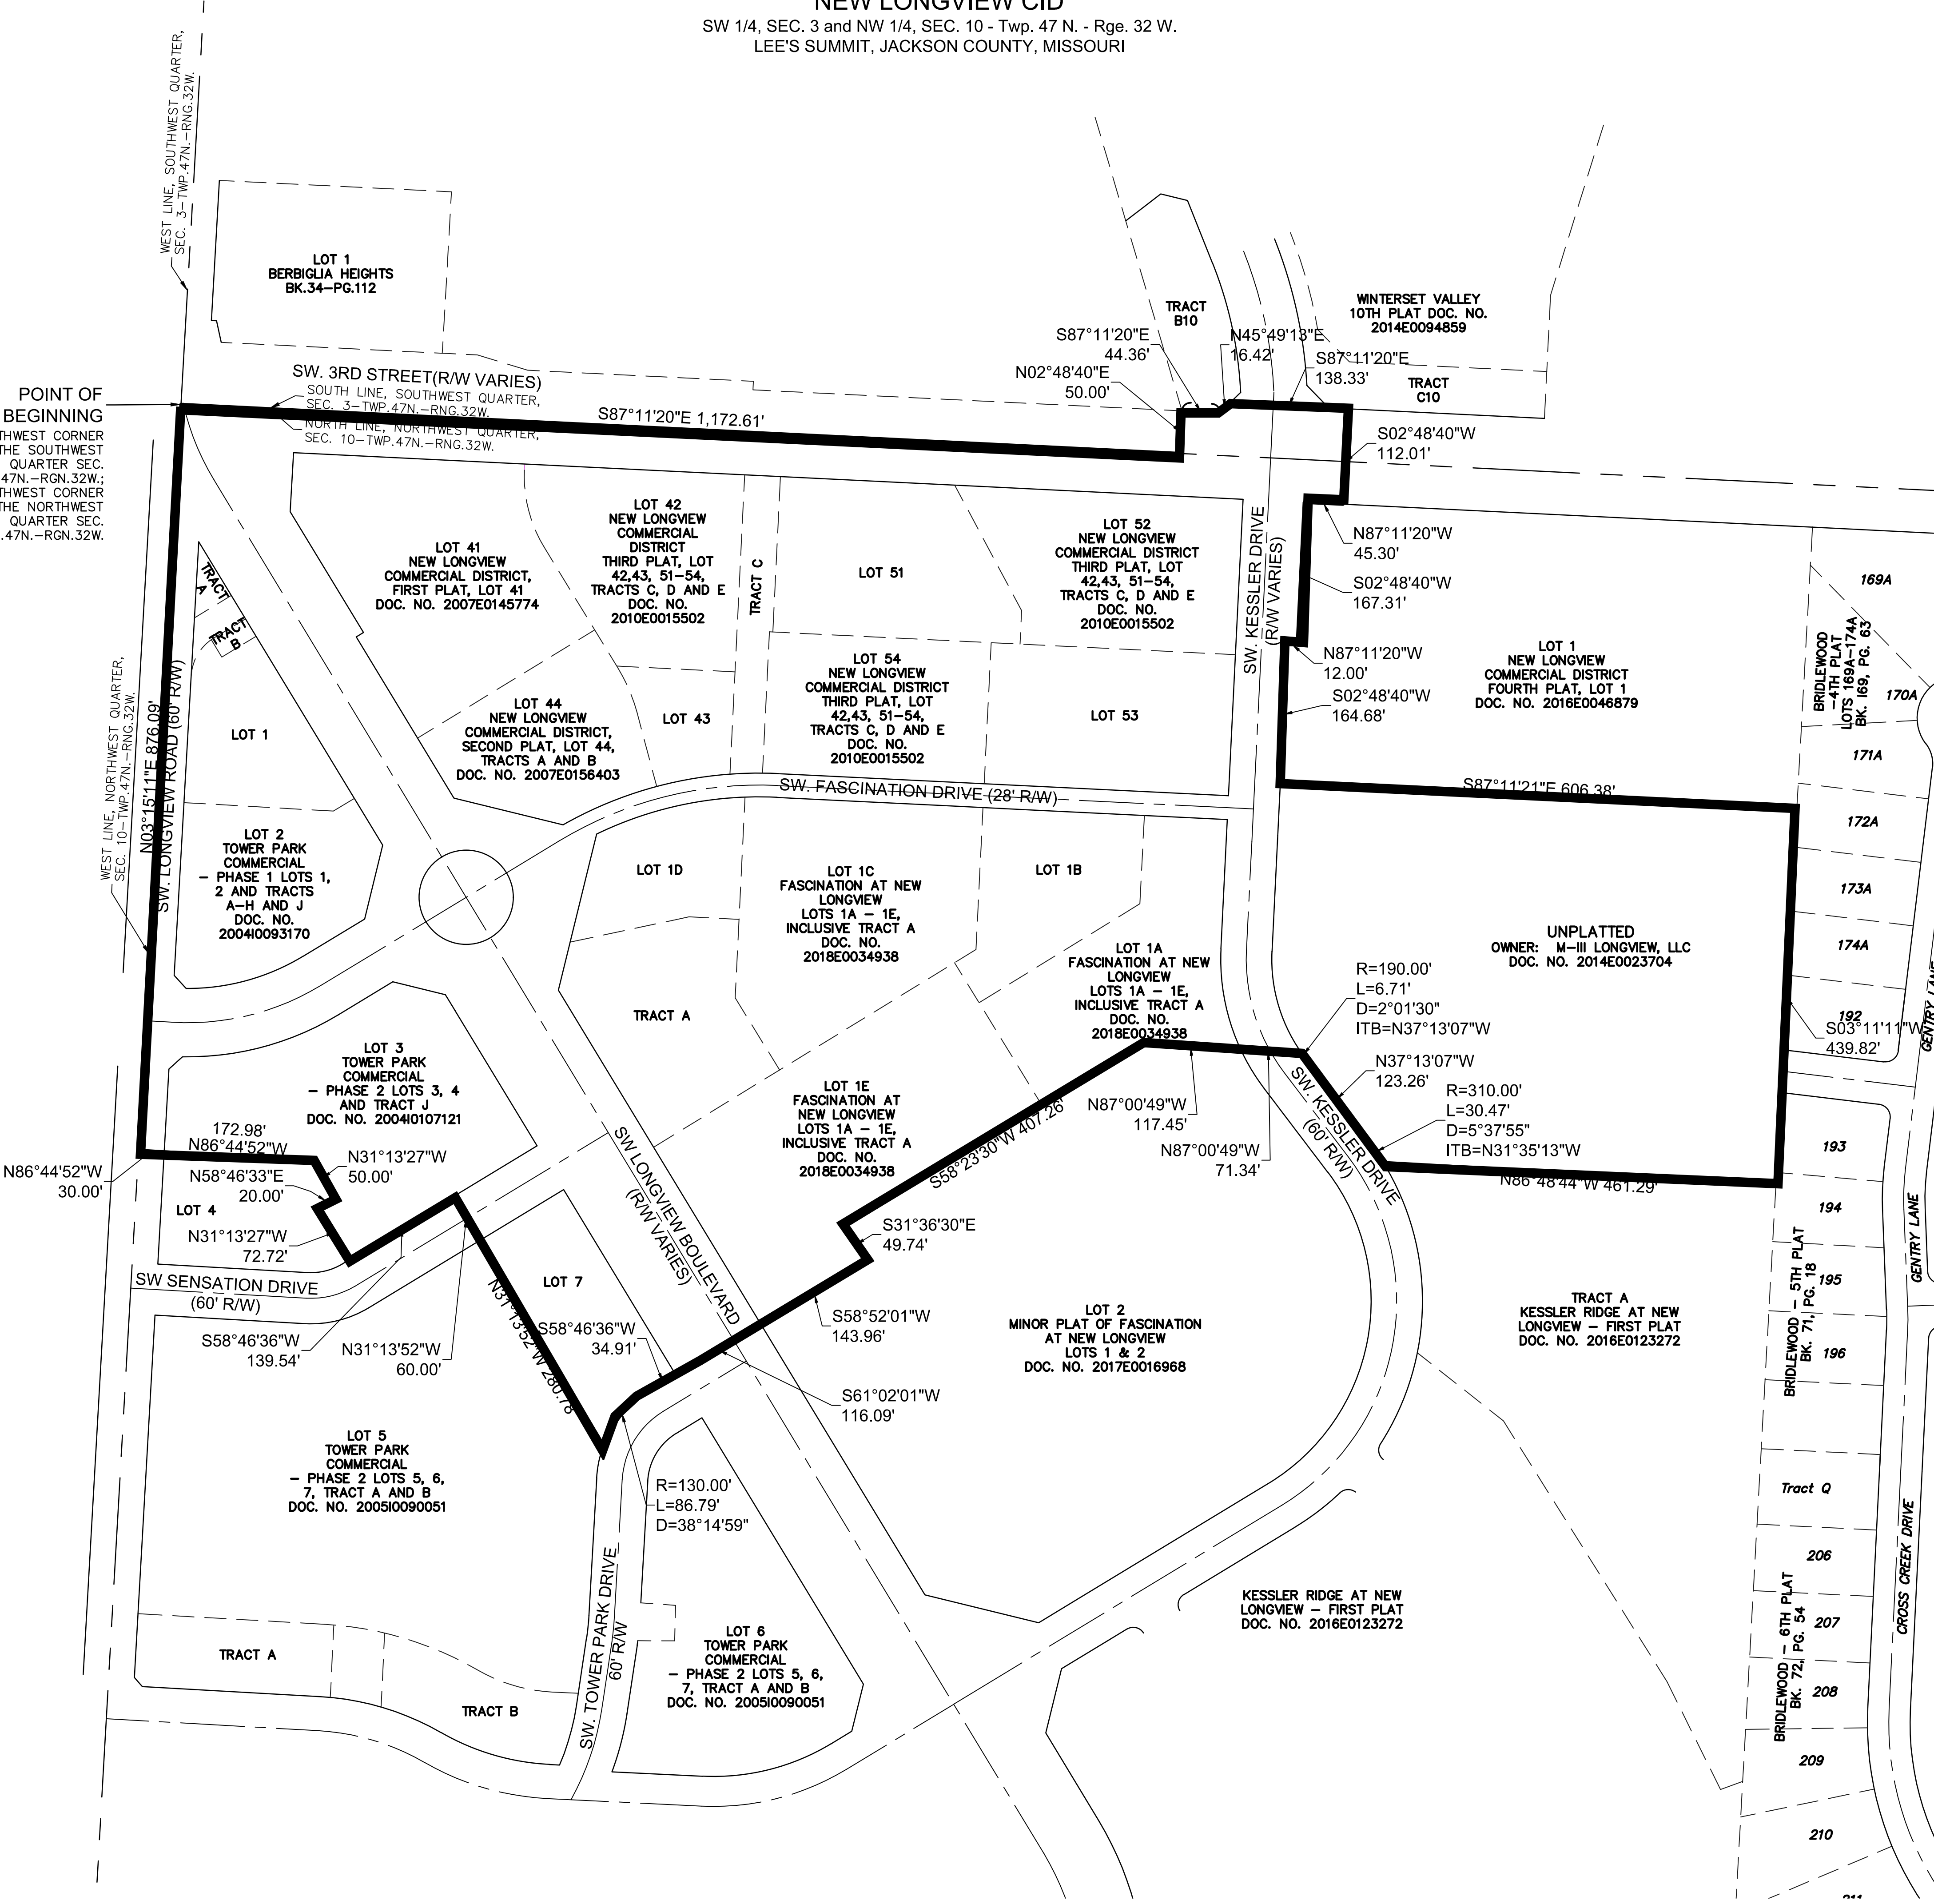 NEW LONGVIEW CID
SW 1/4, SEC. 3 and NW 1/4, SEC. 10 - Twp. 47 N. - Rge. 32 W.
LEE'S SUMMIT, JACKSON COUNTY, MISSOURI
WEST LINE, SOUTHWEST QUARTER,
SEC. 3-TWP.47N.-RNG.32W.
LOT 1
BERBIGLIA HEIGHTS
BK.34-PG.112
TRACT
B10
WINTERSET VALLEY
10TH PLAT DOC. NO.
2014E0094859
S87°11'20"E
44.36'
N45°49'13"E
16.42'
S87°11'20"E
138.33'
N02°48'40"E
50.00'
TRACT
C10
POINT OF
BEGINNING
THWEST CORNER
THE SOUTHWEST
QUARTER SEC.
47N.-RGN.32W.;
THWEST CORNER
THE NORTHWEST
QUARTER SEC.
.47N.-RGN.32W.
SW. 3RD STREET(R/W VARIES)
SOUTH LINE, SOUTHWEST QUARTER,
SEC. 3-TWP.47N.-RNG.32W.
NORTH LINE, NORTHWEST QUARTER,
SEC. 10-TWP.47N.-RNG.32W.
S87°11'20"E 1,172.61'
S02°48'40"W
112.01'
N87°11'20"W
45.30'
S02°48'40"W
167.31'
N87°11'20"W
12.00'
S02°48'40"W
164.68'
LOT 41
NEW LONGVIEW
COMMERCIAL DISTRICT,
FIRST PLAT, LOT 41
DOC. NO. 2007E0145774
LOT 42
NEW LONGVIEW
COMMERCIAL
DISTRICT
THIRD PLAT, LOT
42,43, 51-54,
TRACTS C, D AND E
DOC. NO.
2010E0015502
TRACT C
LOT 51
LOT 52
NEW LONGVIEW
COMMERCIAL DISTRICT
THIRD PLAT, LOT
42,43, 51-54,
TRACTS C, D AND E
DOC. NO.
2010E0015502
SW. KESSLER DRIVE
(R/W VARIES)
LOT 1
NEW LONGVIEW
COMMERCIAL DISTRICT
FOURTH PLAT, LOT 1
DOC. NO. 2016E0046879
BRIDLEWOOD
-4TH PLAT
LOTS 169A-174A
BK. 169, PG. 63
169A
170A
171A
172A
173A
174A
192
TRACT
A
TRACT
B
LOT 1
WEST LINE, NORTHWEST QUARTER,
SEC. 10-TWP.47N.-RNG.32W.
N03°15'11"E 876.09'
SW. LONGVIEW ROAD (60' R/W)
LOT 44
NEW LONGVIEW
COMMERCIAL DISTRICT,
SECOND PLAT, LOT 44,
TRACTS A AND B
DOC. NO. 2007E0156403
LOT 43
LOT 54
NEW LONGVIEW
COMMERCIAL DISTRICT
THIRD PLAT, LOT
42,43, 51-54,
TRACTS C, D AND E
DOC. NO.
2010E0015502
LOT 53
SW. FASCINATION DRIVE (28' R/W)
S87°11'21"E 606.38'
LOT 2
TOWER PARK
COMMERCIAL
- PHASE 1 LOTS 1,
2 AND TRACTS
A-H AND J
DOC. NO.
2004I0093170
LOT 1D
LOT 1C
FASCINATION AT NEW
LONGVIEW
LOTS 1A - 1E,
INCLUSIVE TRACT A
DOC. NO.
2018E0034938
LOT 1B
LOT 1A
FASCINATION AT NEW
LONGVIEW
LOTS 1A - 1E,
INCLUSIVE TRACT A
DOC. NO.
2018E0034938
UNPLATTED
OWNER: M-III LONGVIEW, LLC
DOC. NO. 2014E0023704
R=190.00'
L=6.71'
D=2°01'30"
ITB=N37°13'07"W
S03°11'11"W
439.82'
GENTRY LANE
TRACT A
LOT 3
TOWER PARK
COMMERCIAL
- PHASE 2 LOTS 3, 4
AND TRACT J
DOC. NO. 2004I0107121
LOT 1E
FASCINATION AT
NEW LONGVIEW
LOTS 1A - 1E,
INCLUSIVE TRACT A
DOC. NO.
2018E0034938
N37°13'07"W
123.26'
R=310.00'
L=30.47'
D=5°37'55"
ITB=N31°35'13"W
SW. KESSLER DRIVE
(60' R/W)
N87°00'49"W
117.45'
N87°00'49"W
71.34'
N86°48'44"W 461.29'
S58°23'30"W 407.26'
172.98'
N86°44'52"W
N86°44'52"W
30.00'
N31°13'27"W
50.00'
N58°46'33"E
20.00'
LOT 4
N31°13'27"W
72.72'
SW SENSATION DRIVE
(60' R/W)
S58°46'36"W
139.54'
N31°13'52"W
60.00'
N31°13'52"W 280.78'
LOT 7
S58°46'36"W
34.91'
SW LONGVIEW BOULEVARD
(R/W VARIES)
S31°36'30"E
49.74'
S58°52'01"W
143.96'
S61°02'01"W
116.09'
LOT 2
MINOR PLAT OF FASCINATION
AT NEW LONGVIEW
LOTS 1 & 2
DOC. NO. 2017E0016968
TRACT A
KESSLER RIDGE AT NEW
LONGVIEW - FIRST PLAT
DOC. NO. 2016E0123272
BRIDLEWOOD - 5TH PLAT
BK. 71, PG. 18
193
194
195
196
GENTRY LANE
LOT 5
TOWER PARK
COMMERCIAL
- PHASE 2 LOTS 5, 6,
7, TRACT A AND B
DOC. NO. 2005I0090051
R=130.00'
L=86.79'
D=38°14'59"
SW. TOWER PARK DRIVE
60' R/W
TRACT A
TRACT B
LOT 6
TOWER PARK
COMMERCIAL
- PHASE 2 LOTS 5, 6,
7, TRACT A AND B
DOC. NO. 2005I0090051
KESSLER RIDGE AT NEW
LONGVIEW - FIRST PLAT
DOC. NO. 2016E0123272
Tract Q
BRIDLEWOOD - 6TH PLAT
BK. 72, PG. 54
206
207
208
209
210
211
CROSS CREEK DRIVE